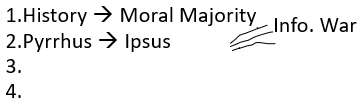 1.History → Moral Majority
Info. War
2.Pyrrhus → Ipsus
3.
4.